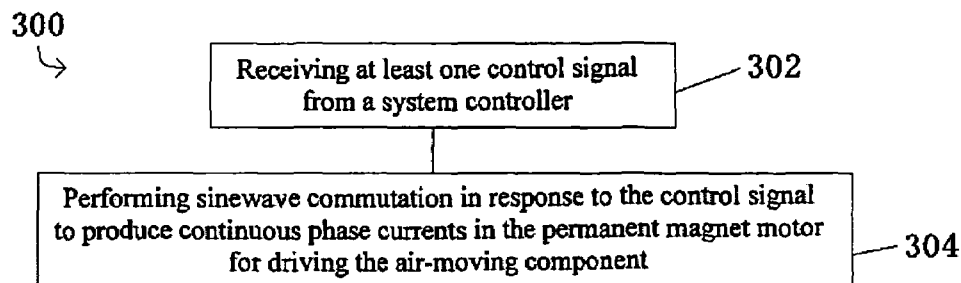 300
Receiving at least one control signal
from a system controller
302
Performing sinewave commutation in response to the control signal
to produce continuous phase currents in the permanent magnet motor
for driving the air-moving component
304